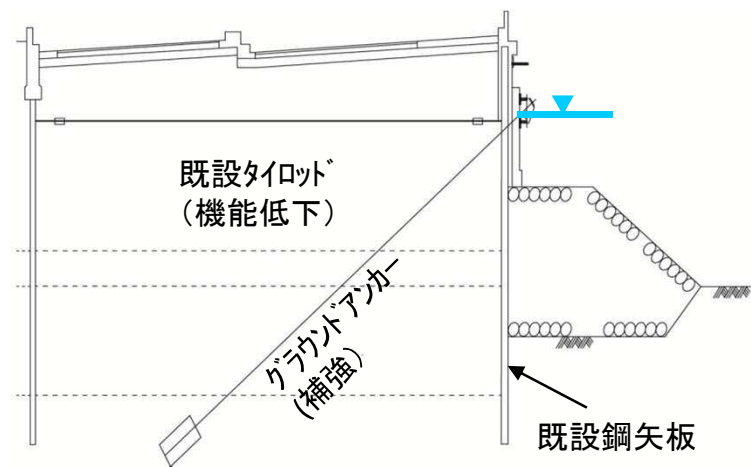 既設ﾀｲﾛｯﾄﾞ
（機能低下）
ｸﾞﾗｳﾝﾄﾞｱﾝｶｰ
(補強)
既設鋼矢板